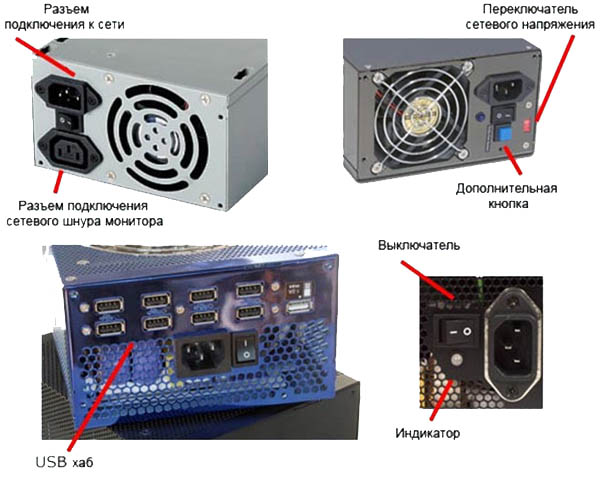 Разъем
подключения к сети
Переключатель
сетевого напряжения
Разъем подключения
сетевого шнура монитора
Дополнительная
кнопка
Выключатель
USB хаб
Индикатор